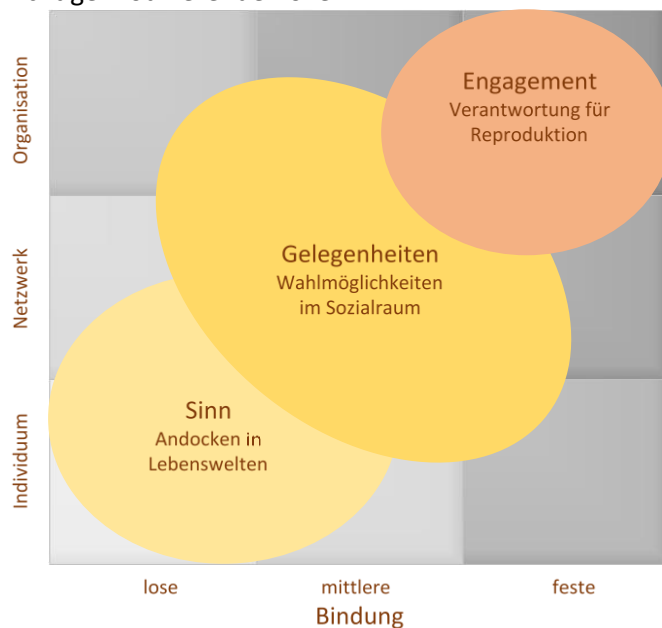 Organisation
Netzwerk
Individuum
Engagement
Verantwortung für
Reproduktion
Gelegenheiten
Wahlmöglichkeiten
im Sozialraum
Sinn
Andocken in
Lebenswelten
lose
mittlere
feste
Bindung